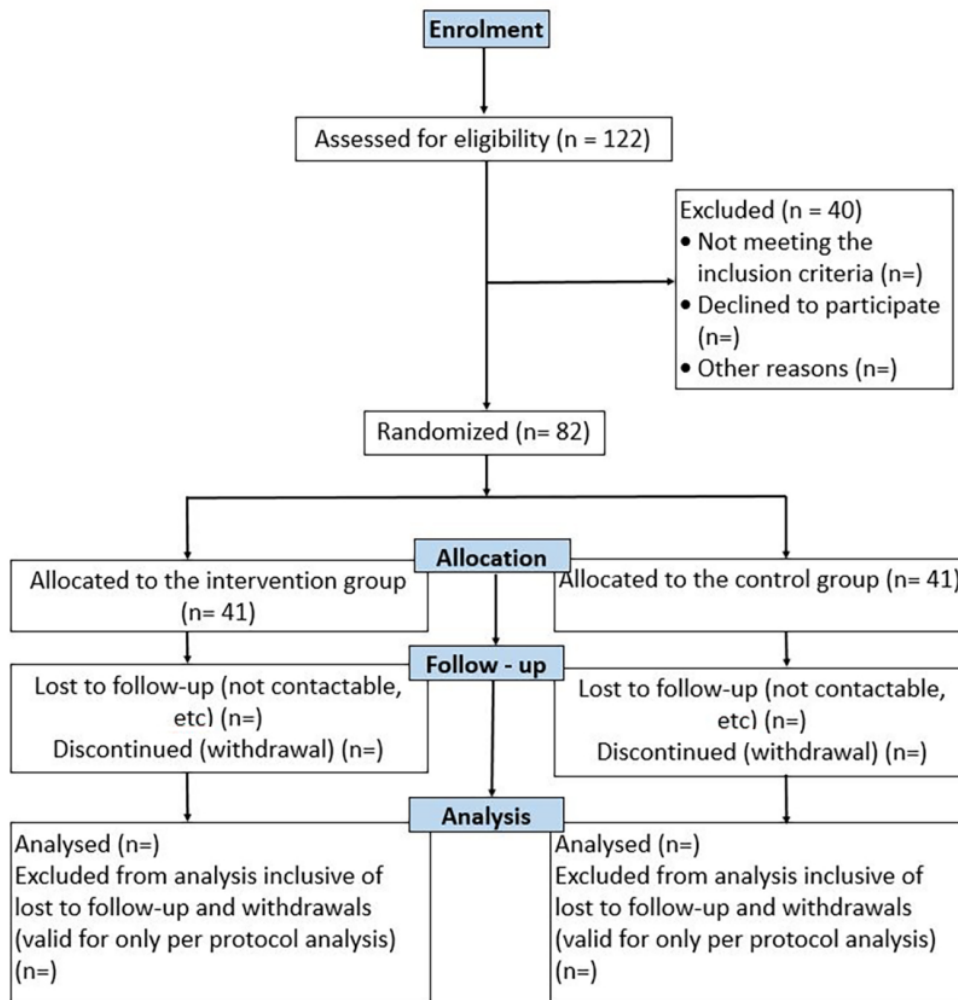 Enrolment
Assessed for eligibility (n = 122)
Excluded (n = 40)
• Not meeting the
inclusion criteria (n=)
• Declined to participate
(n=)
• Other reasons (n=)
Randomized (n= 82)
Allocation
Allocated to the intervention group
(n= 41)
Allocated to the control group (n= 41)
Follow - up
Lost to follow-up (not contactable,
etc) (n=)
Discontinued (withdrawal) (n=)
Lost to follow-up (not contactable,
etc) (n=)
Discontinued (withdrawal) (n=)
Analysis
Analysed (n=)
Excluded from analysis inclusive of
lost to follow-up and withdrawals
(valid for only per protocol analysis)
(n=)
Analysed (n=)
Excluded from analysis inclusive of
lost to follow-up and withdrawals
(valid for only per protocol analysis)
(n=)